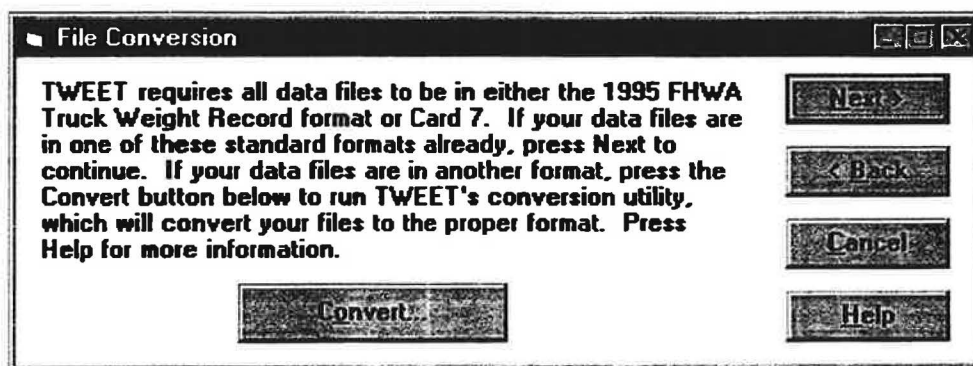 File Conversion
TWEET requires all data files to be in either the 1995 FHWA
Truck Weight Record format or Card 7. If your data files are
in one of these standard formats already, press Next to
continue. If your data files are in another format, press the
Convert button below to run TWEET's conversion utility,
which will convert your files to the proper format. Press
Help for more information.
Next >
< Back
Cancel
Help
Convert...